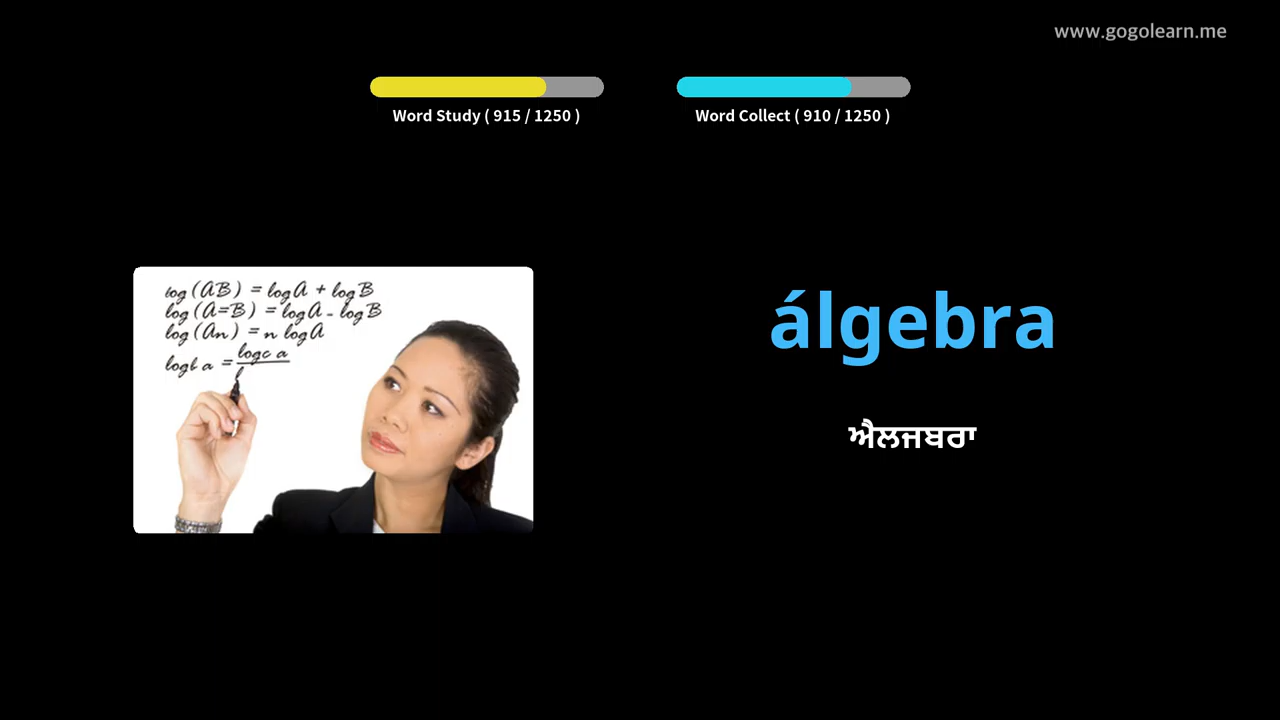 www.gogolearn.me
Word Study ( 915 / 1250 )
Word Collect ( 910 / 1250 )
log (AB) = log A + log B
log (A=B) = log A - log B
log (An) = n log A
logb a = logc a
álgebra
ਐਲਜਬਰਾ